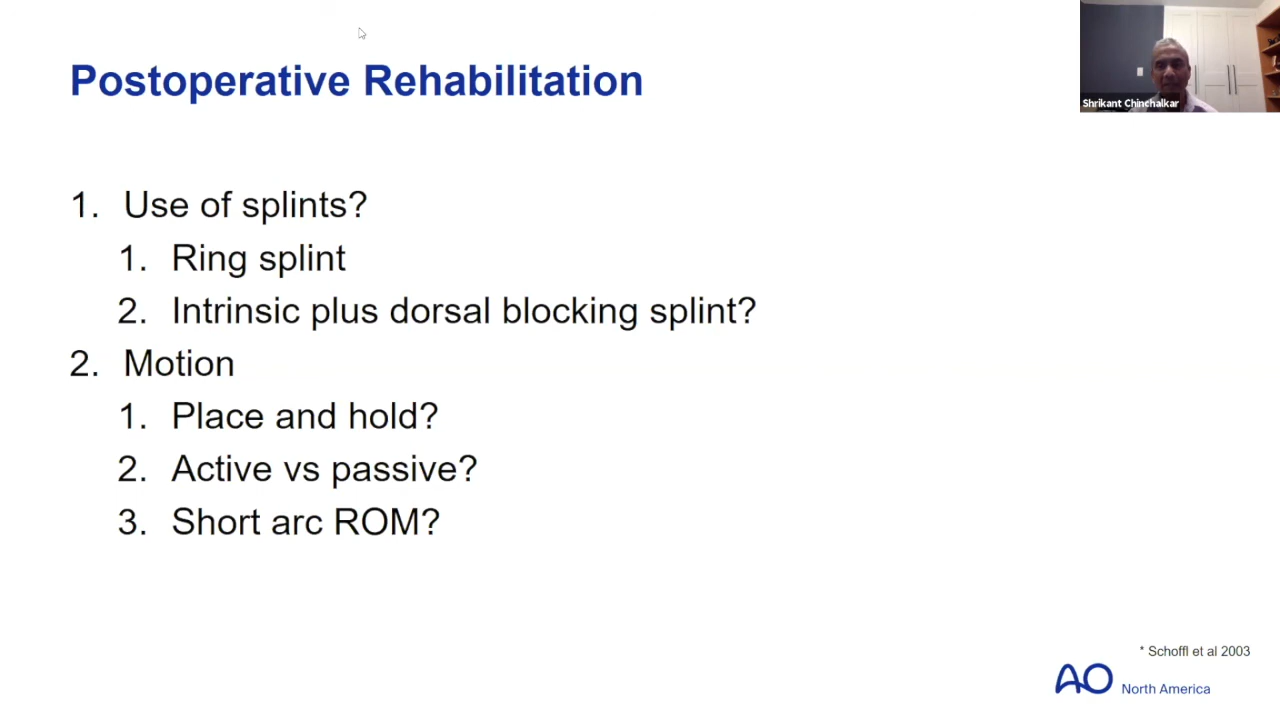 Postoperative Rehabilitation
Shrikant Chinchalkar
1. Use of splints?
1. Ring splint
2. Intrinsic plus dorsal blocking splint?
2. Motion
1. Place and hold?
2. Active vs passive?
3. Short arc ROM?
* Schoffl et al 2003
AO North America